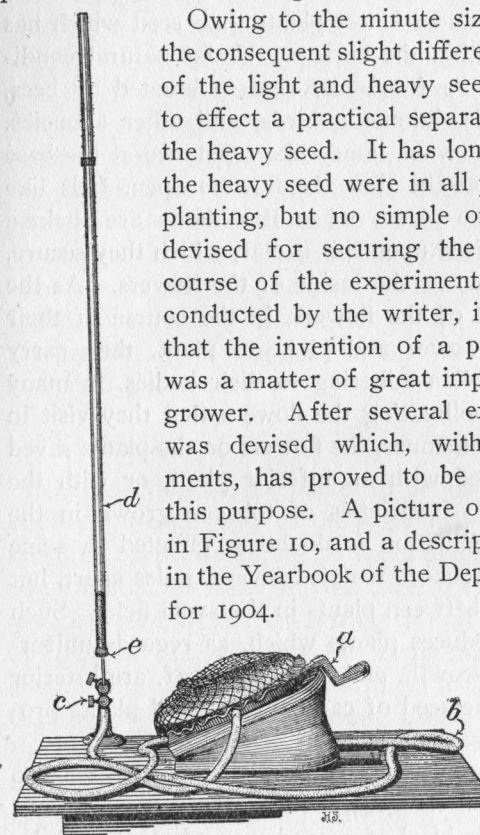 Owing to the minute siz
the consequent slight differe
of the light and heavy see
to effect a practical separa
the heavy seed. It has lon
the heavy seed were in all
planting, but no simple o
devised for securing the
course of the experiment
conducted by the writer, i
that the invention of a p
was a matter of great imp
grower. After several e
was devised which, with
ments, has proved to be
this purpose. A picture o
in Figure 10, and a descrip
in the Yearbook of the Dep
for 1904.
d
e
a
c
b
H.S.